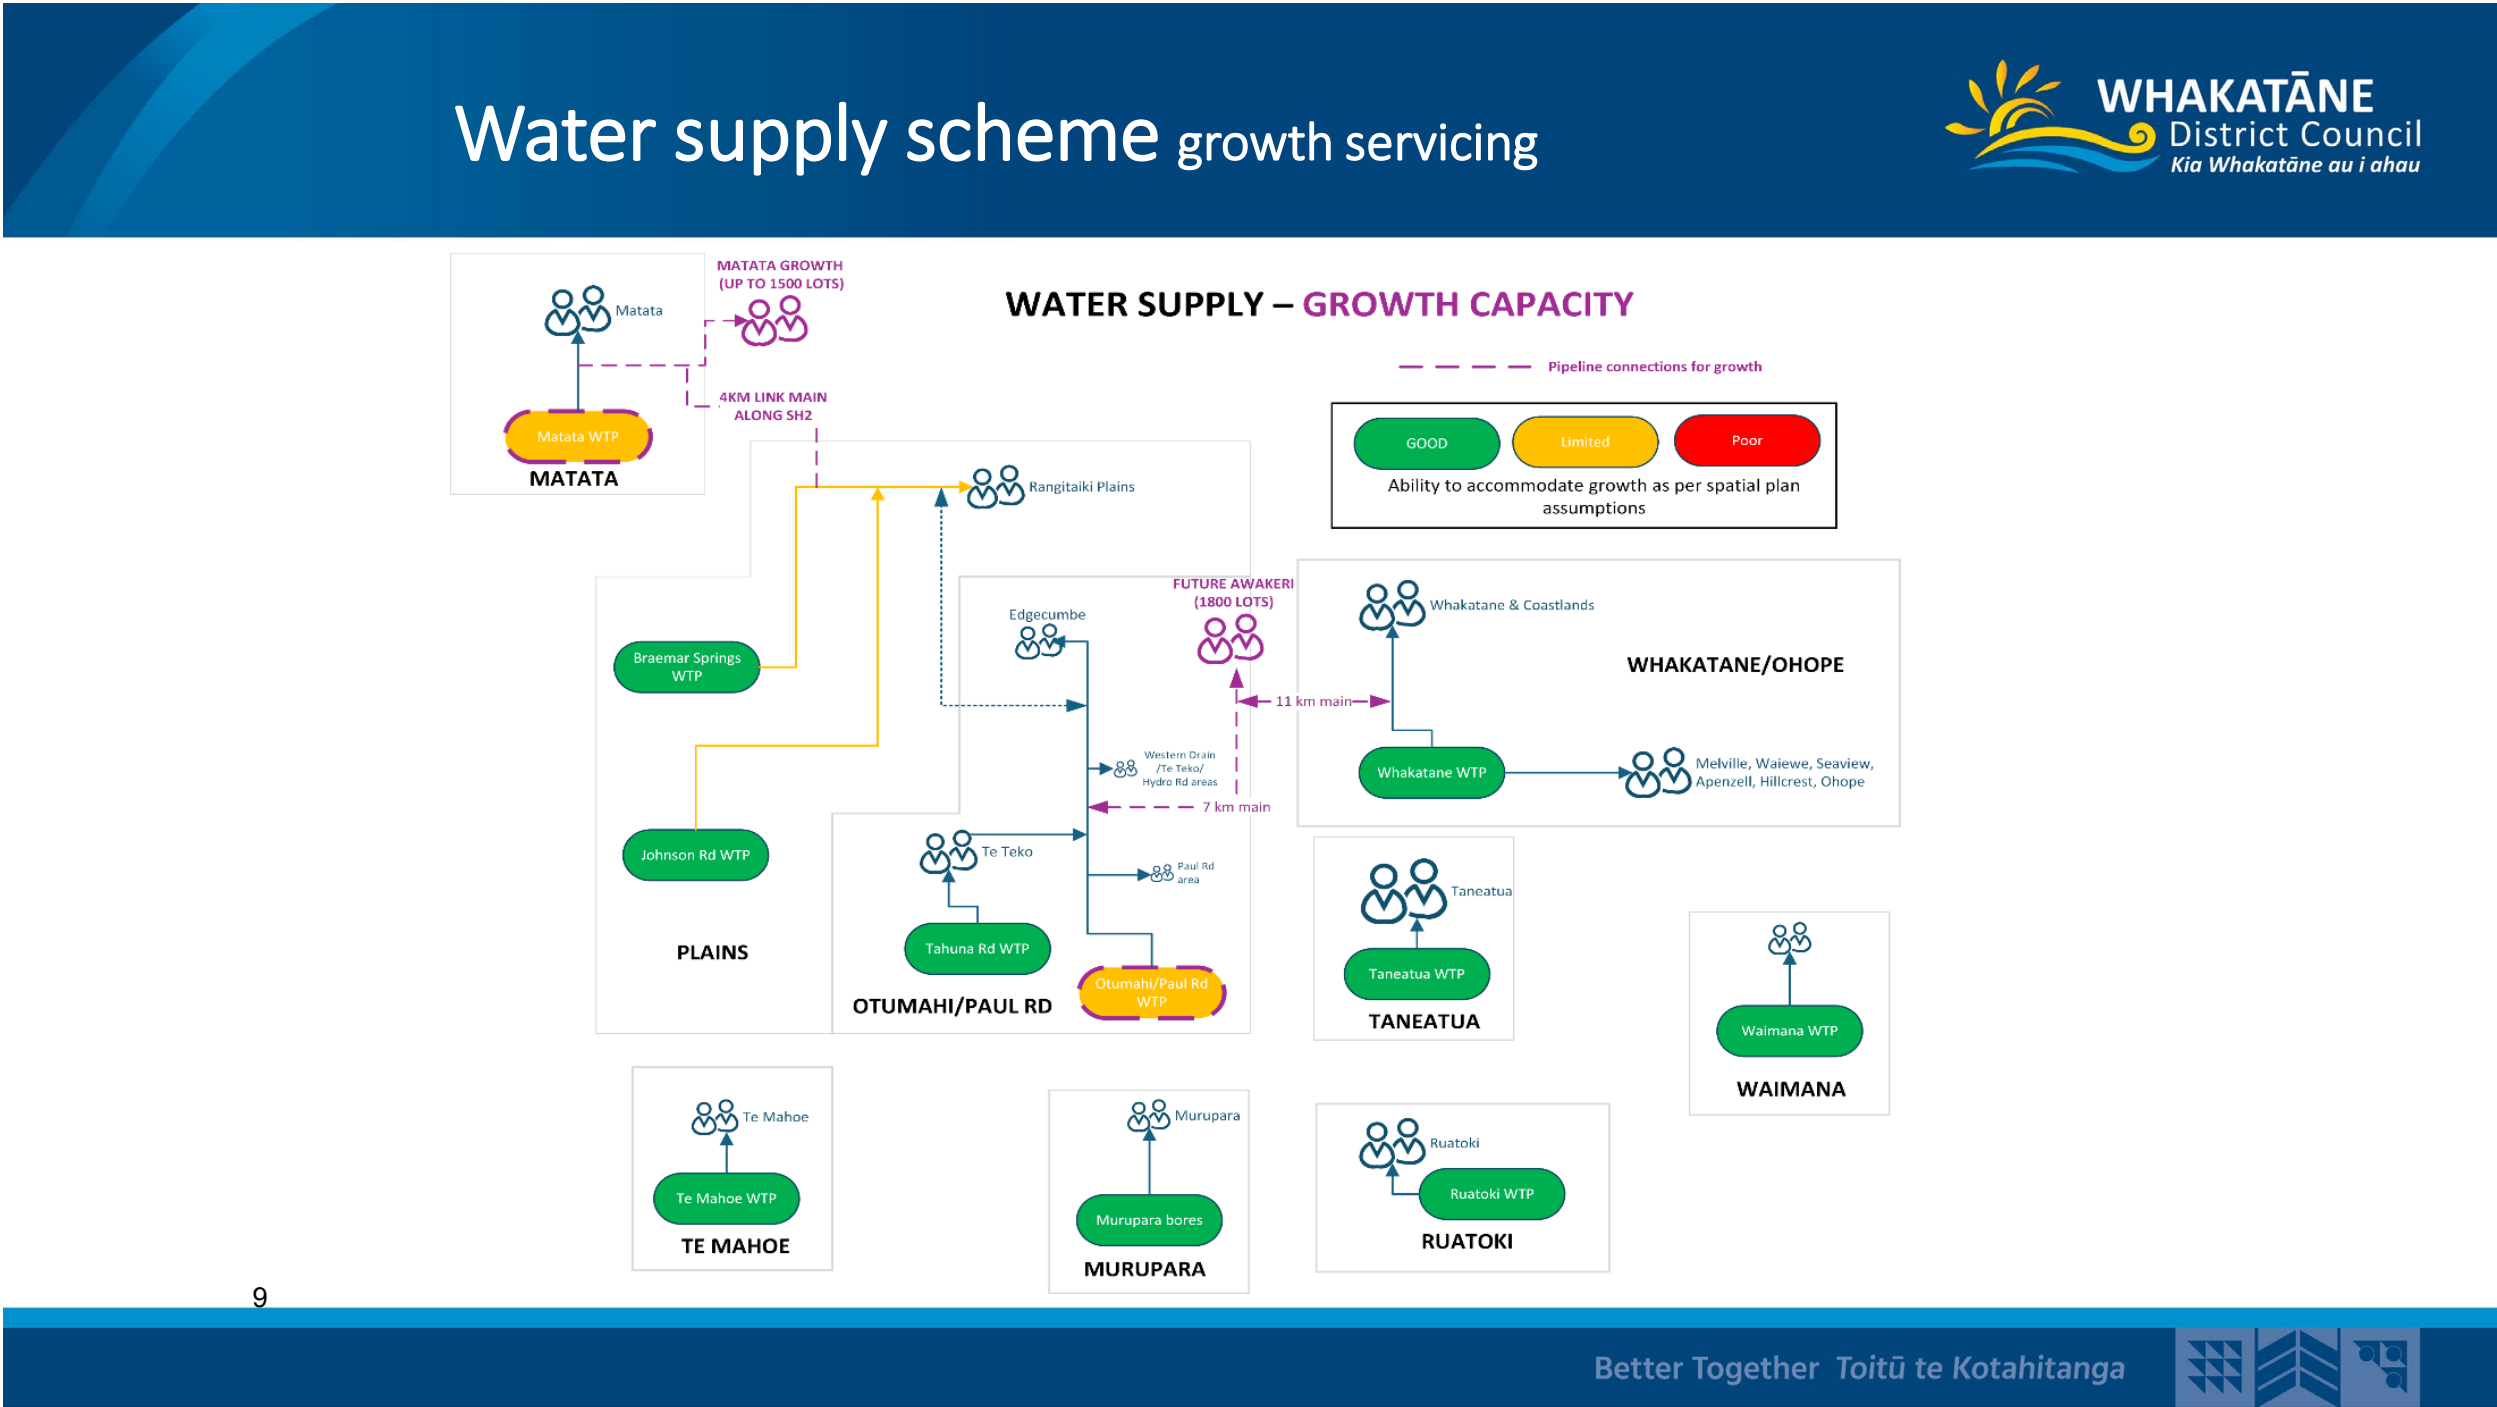 Water supply scheme growth servicing
WHAKATĀNE
District Council
Kia Whakatāne au i ahau
MATATA GROWTH
(UP TO 1500 LOTS)
Matata
4KM LINK MAIN
ALONG SH2
Matata WTP
MATATA
WATER SUPPLY – GROWTH CAPACITY
Pipeline connections for growth
GOOD
Limited
Poor
Ability to accommodate growth as per spatial plan
assumptions
Rangitaiki Plains
Braemar Springs
WTP
Johnson Rd WTP
PLAINS
Edgecumbe
FUTURE AWAKERI
(1800 LOTS)
11 km main
Western Drain
/Te Teko/
Hydro Rd areas
7 km main
Te Teko
Paul Rd
area
Tahuna Rd WTP
Otumahi/Paul Rd
WTP
OTUMAHI/PAUL RD
Whakatane & Coastlands
WHAKATANE/OHOPE
Whakatane WTP
Melville, Waiewe, Seaview,
Apenzell, Hillcrest, Ohope
Taneatua
Taneatua WTP
TANEATUA
Waimana WTP
WAIMANA
Te Mahoe
Te Mahoe WTP
TE MAHOE
Murupara
Murupara bores
MURUPARA
Ruatoki
Ruatoki WTP
RUATOKI
9
Better Together Toitū te Kotahitanga